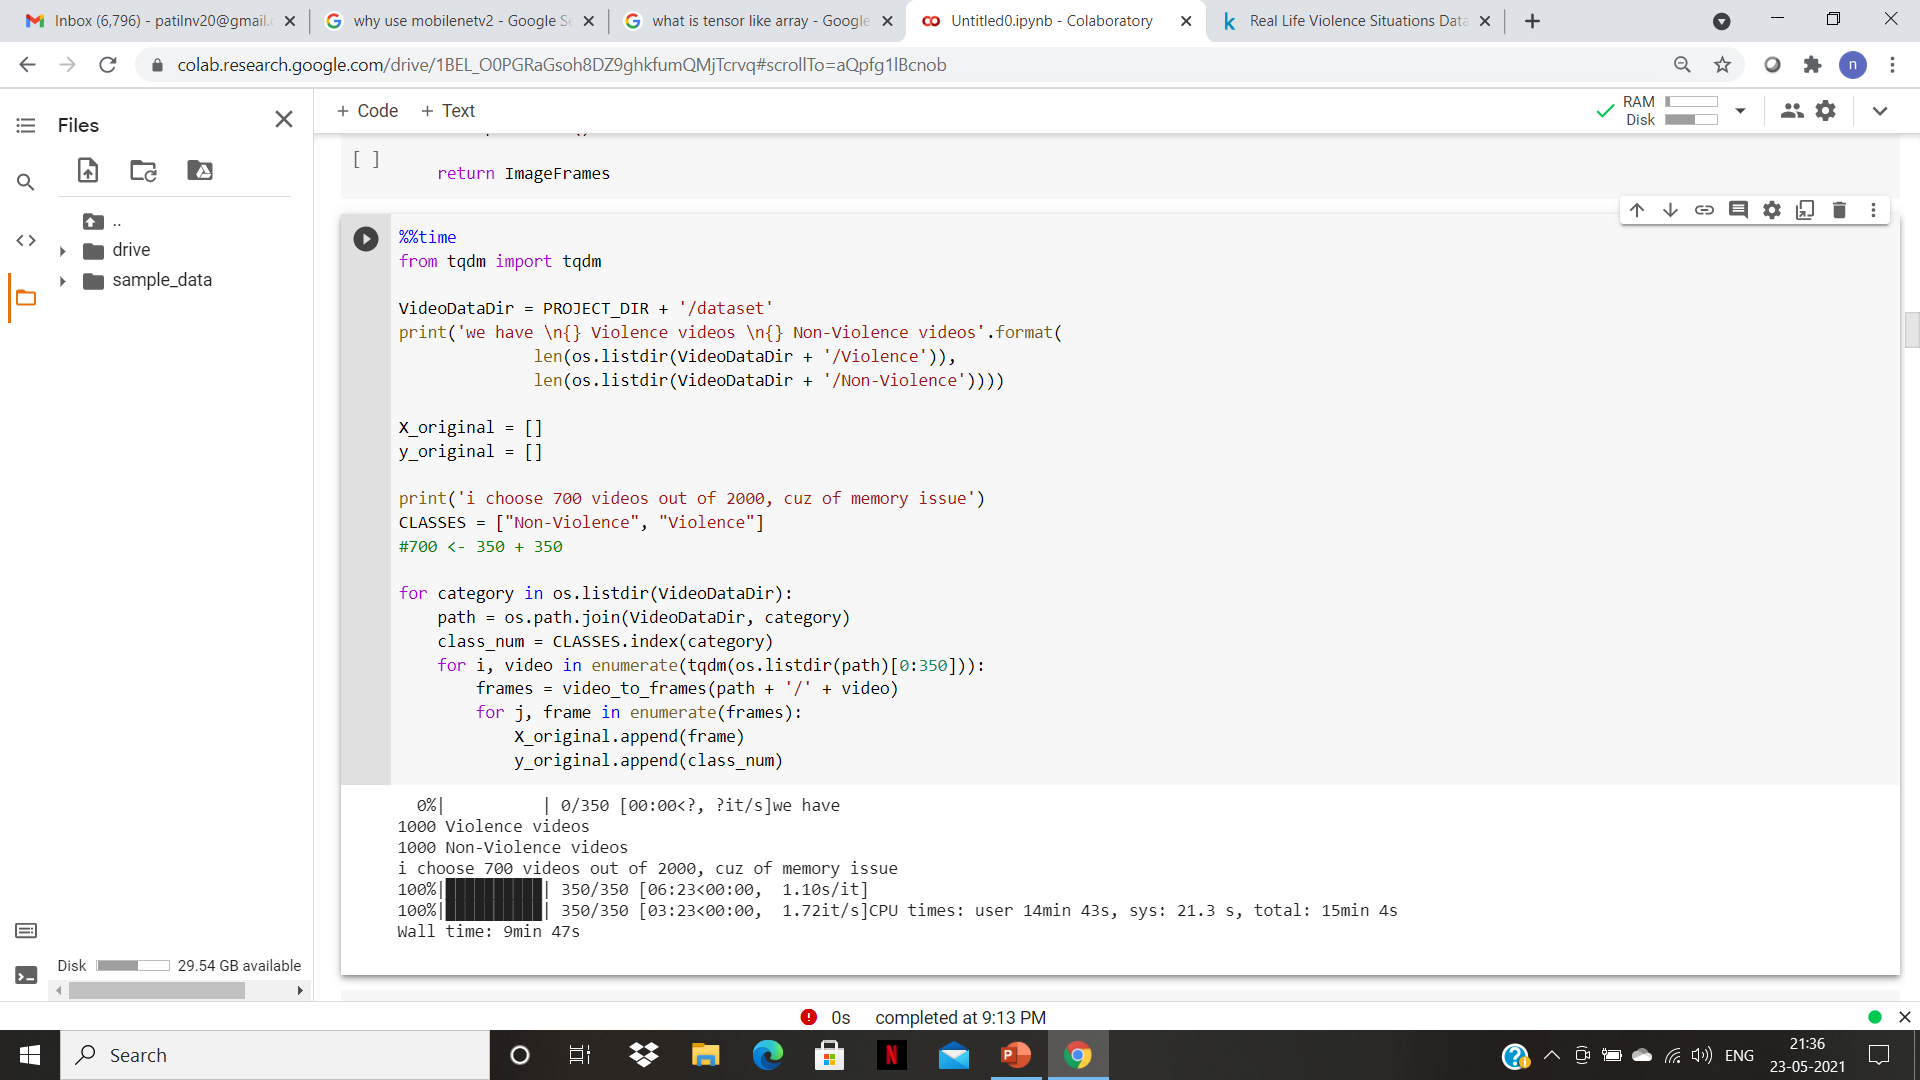 Inbox (6,796) - patilnv20@gmail.c
why use mobilenetv2 - Google Se
what is tensor like array - Google
Untitled0.ipynb - Colaboratory
Real Life Violence Situations Data
colab.research.google.com/drive/1BEL_O0PGRaGsoh8DZ9ghkfumQMjTcrvq#scrollTo=aQpfg1lBcnob
n
Files
+ Code + Text
RAM
Disk
..
drive
sample_data
[ ]
return ImageFrames
%%time
from tqdm import tqdm
VideoDataDir = PROJECT_DIR + '/dataset'
print('we have \n{} Violence videos \n{} Non-Violence videos'.format(
len(os.listdir(VideoDataDir + '/Violence')),
len(os.listdir(VideoDataDir + '/Non-Violence'))))
X_original = []
y_original = []
print('i choose 700 videos out of 2000, cuz of memory issue')
CLASSES = ["Non-Violence", "Violence"]
#700 <- 350 + 350
for category in os.listdir(VideoDataDir):
path = os.path.join(VideoDataDir, category)
class_num = CLASSES.index(category)
for i, video in enumerate(tqdm(os.listdir(path)[0:350])):
frames = video_to_frames(path + '/' + video)
for j, frame in enumerate(frames):
X_original.append(frame)
y_original.append(class_num)
0%| | 0/350 [00:00<?, ?it/s]we have
1000 Violence videos
1000 Non-Violence videos
i choose 700 videos out of 2000, cuz of memory issue
100%|██████████| 350/350 [06:23<00:00, 1.10s/it]
100%|██████████| 350/350 [03:23<00:00, 1.72it/s]CPU times: user 14min 43s, sys: 21.3 s, total: 15min 4s
Wall time: 9min 47s
Disk 29.54 GB available
0s completed at 9:13 PM
Search
ENG
21:36
23-05-2021